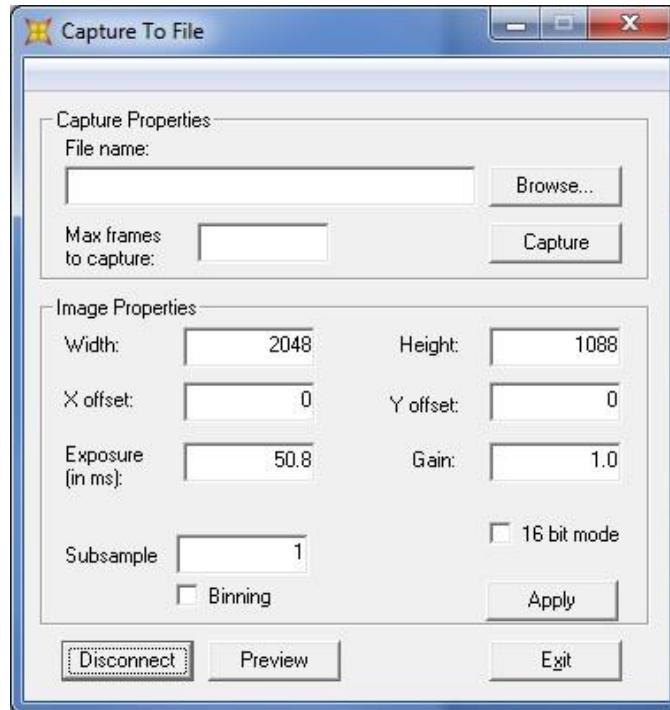 Capture To File
Capture Properties
File name:
Browse...
Max frames
to capture:
Capture
Image Properties
Width: 2048 Height: 1088
X offset: 0 Y offset: 0
Exposure
(in ms): 50.8 Gain: 1.0
16 bit mode
Subsample 1
Binning
Apply
Disconnect Preview Exit